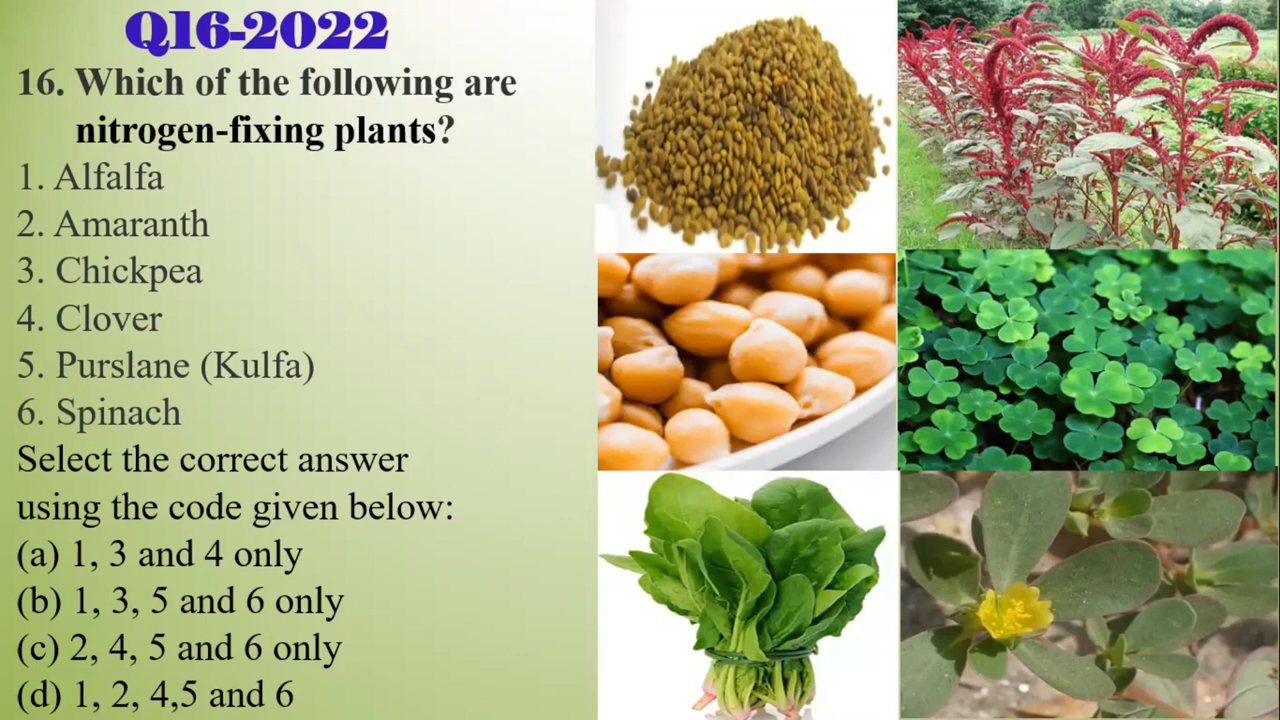 Q16-2022
16. Which of the following are
nitrogen-fixing plants?
1. Alfalfa
2. Amaranth
3. Chickpea
4. Clover
5. Purslane (Kulfa)
6. Spinach
Select the correct answer
using the code given below:
(a) 1, 3 and 4 only
(b) 1, 3, 5 and 6 only
(c) 2, 4, 5 and 6 only
(d) 1, 2, 4,5 and 6